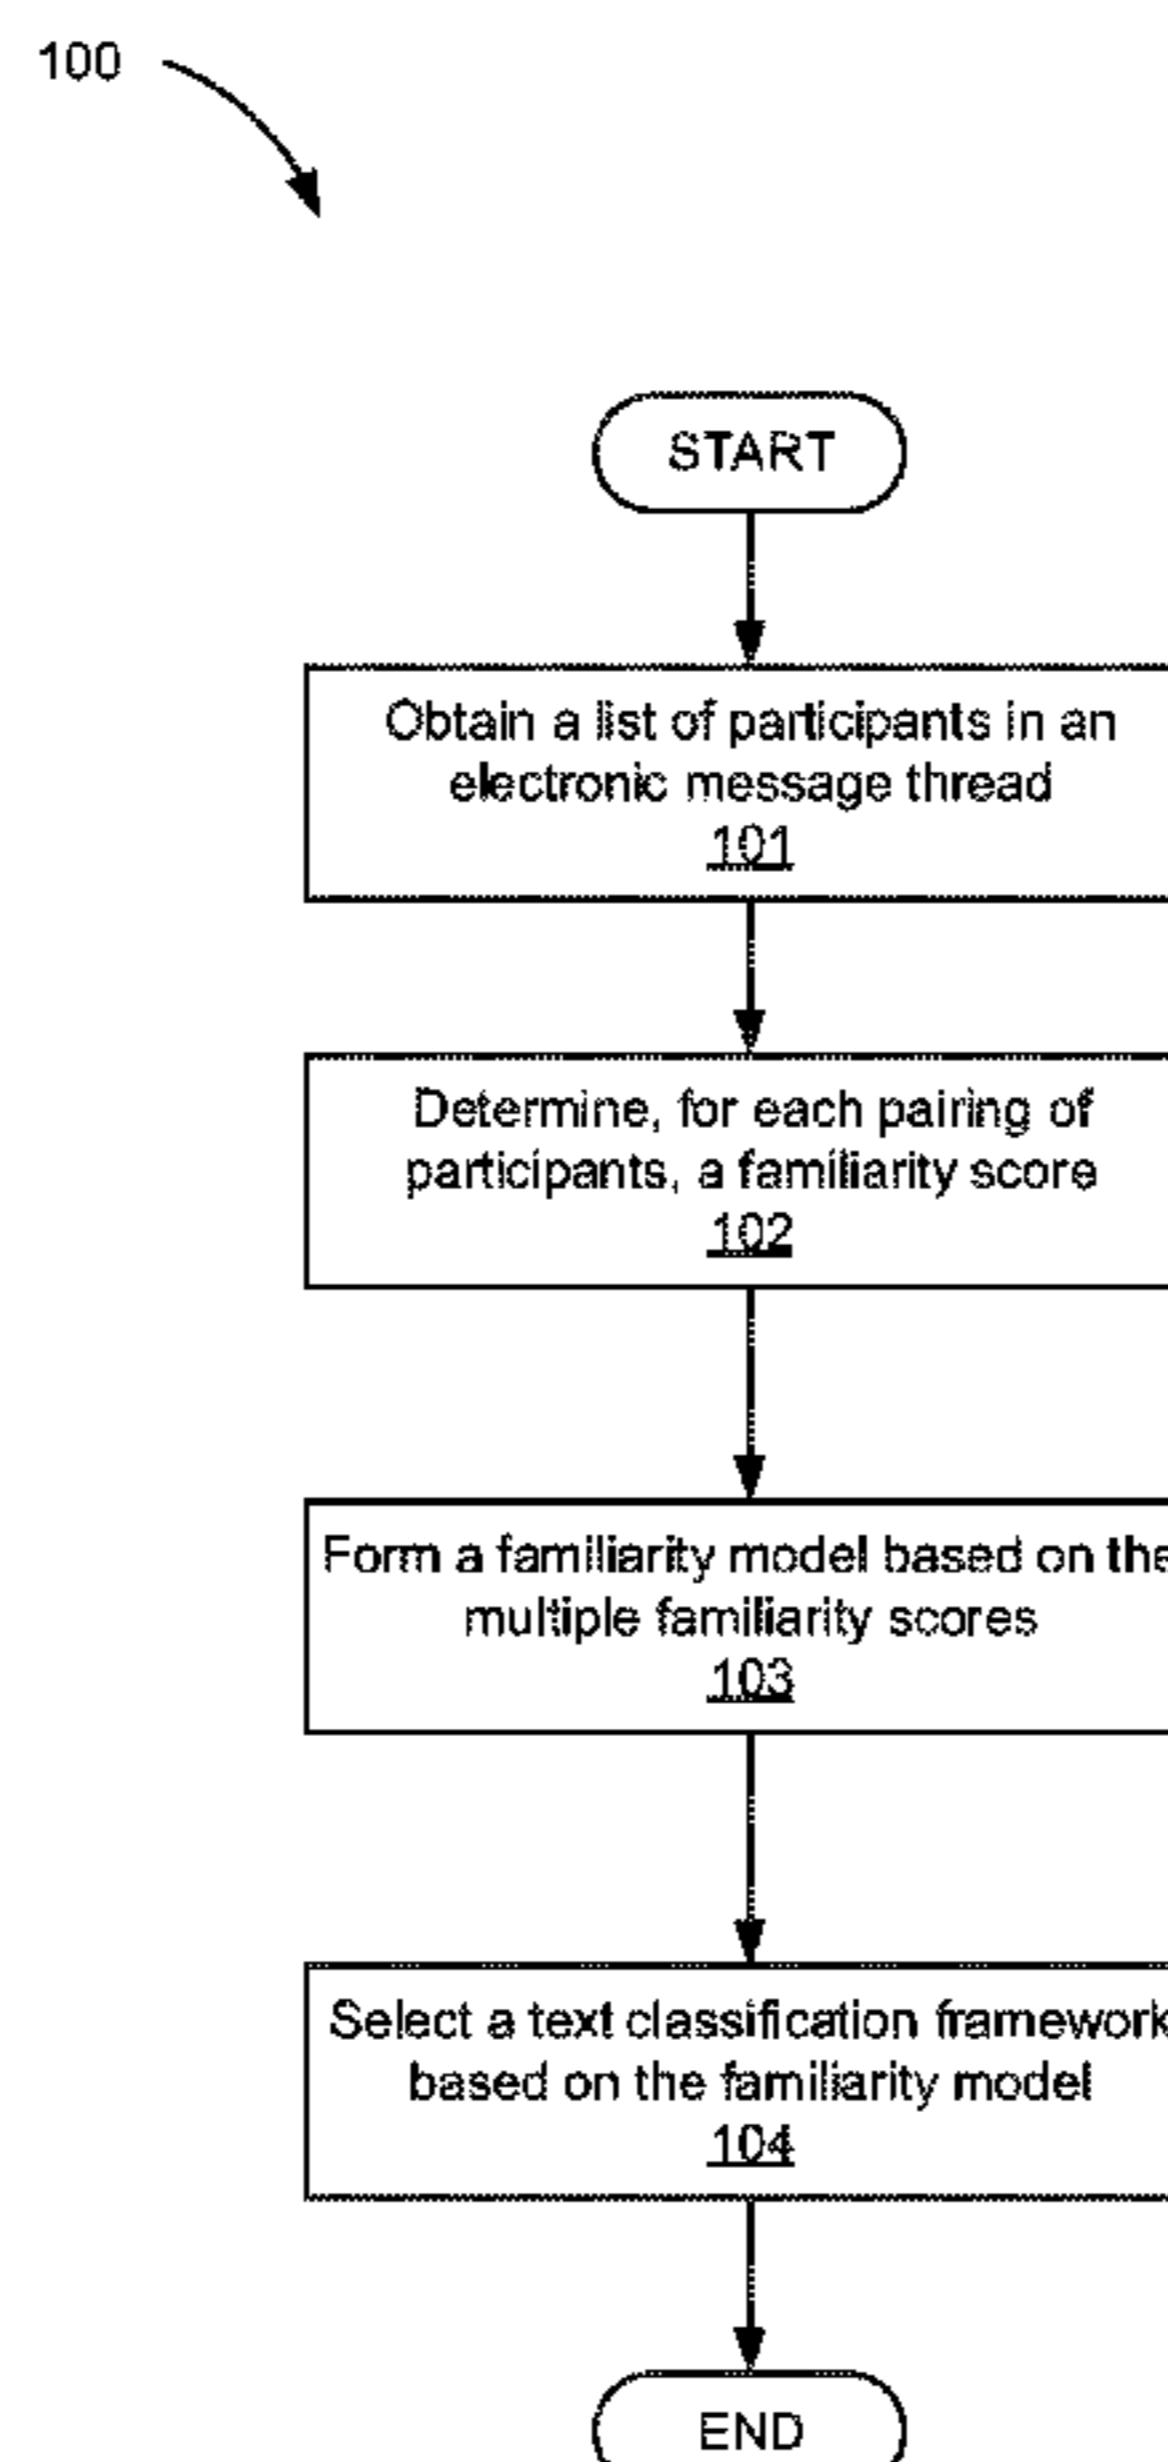 100
START
Obtain a list of participants in an
electronic message thread
101
Determine, for each pairing of
participants, a familiarity score
102
Form a familiarity model based on the
multiple familiarity scores
103
Select a text classification framework
based on the familiarity model
104
END